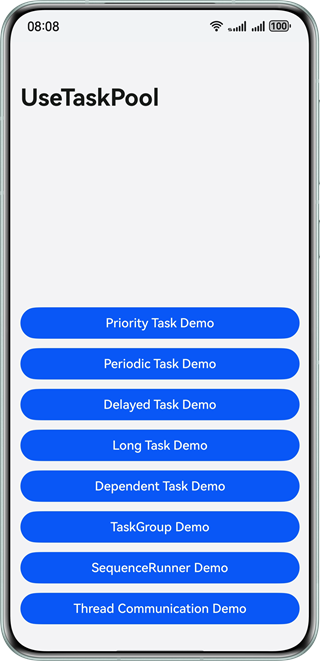 08:08 100
UseTaskPool
Priority Task Demo
Periodic Task Demo
Delayed Task Demo
Long Task Demo
Dependent Task Demo
TaskGroup Demo
SequenceRunner Demo
Thread Communication Demo